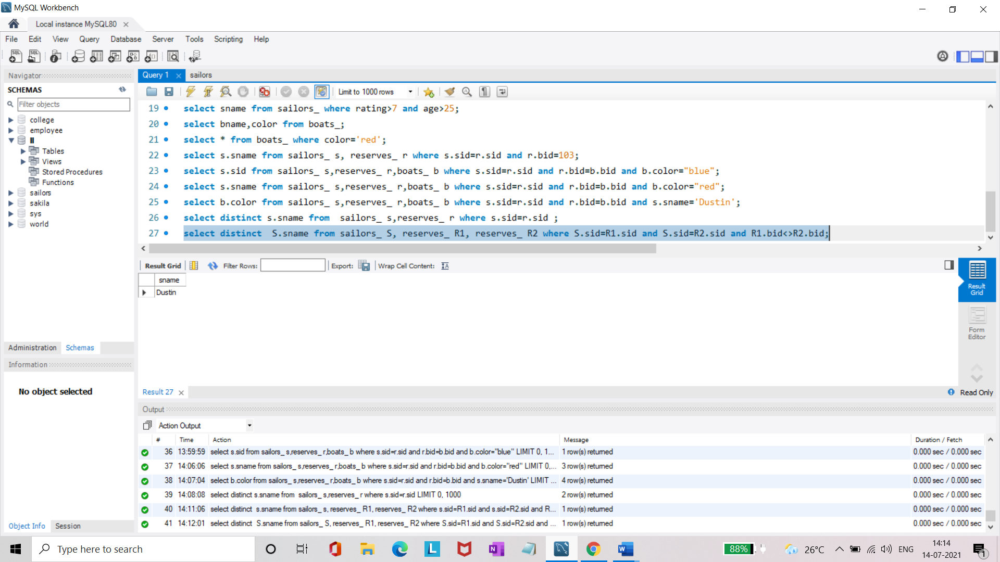 MySQL Workbench
Local instance MySQL80
File Edit View Query Database Server Tools Scripting Help
Navigator
SCHEMAS
Filter objects
college
employee
ll
Tables
Views
Stored Procedures
Functions
sailors
sakila
sys
world
Administration Schemas
Information
No object selected
Object Info Session
Query 1 sailors
Limit to 1000 rows
19 select sname from sailors_ where rating>7 and age>25;
20 select bname,color from boats_;
21 select * from boats_ where color='red';
22 select s.sname from sailors_ s, reserves_ r where s.sid=r.sid and r.bid=103;
23 select s.sid from sailors_ s,reserves_ r,boats_ b where s.sid=r.sid and r.bid=b.bid and b.color="blue";
24 select s.sname from sailors_ s,reserves_ r,boats_ b where s.sid=r.sid and r.bid=b.bid and b.color="red";
25 select b.color from sailors_ s,reserves_ r,boats_ b where s.sid=r.sid and r.bid=b.bid and s.sname='Dustin';
26 select distinct s.sname from  sailors_ s,reserves_ r where s.sid=r.sid ;
27 select distinct  S.sname from sailors_ S, reserves_ R1, reserves_ R2 where S.sid=R1.sid and S.sid=R2.sid and R1.bid<>R2.bid;
Result Grid Filter Rows: Export: Wrap Cell Content:
sname
Dustin
Result Grid
Form Editor
Result 27
Read Only
Output
Action Output
# Time Action Message Duration / Fetch
36 13:59:59 select s.sid from sailors_ s,reserves_ r,boats_ b where s.sid=r.sid and r.bid=b.bid and b.color="blue" LIMIT 0, 1... 1 row(s) returned 0.000 sec / 0.000 sec
37 14:06:06 select s.sname from sailors_ s,reserves_ r,boats_ b where s.sid=r.sid and r.bid=b.bid and b.color="red" LIMIT 0,... 3 row(s) returned 0.000 sec / 0.000 sec
38 14:07:04 select b.color from sailors_ s,reserves_ r,boats_ b where s.sid=r.sid and r.bid=b.bid and s.sname='Dustin' LIMIT ... 4 row(s) returned 0.000 sec / 0.000 sec
39 14:08:08 select distinct s.sname from  sailors_ s,reserves_ r where s.sid=r.sid LIMIT 0, 1000 2 row(s) returned 0.000 sec / 0.000 sec
40 14:11:06 select distinct  s.sname from sailors_ s, reserves_ R1, reserves_ R2 where s.sid=R1.sid and s.sid=R2.sid and R... 1 row(s) returned 0.000 sec / 0.000 sec
41 14:12:01 select distinct  S.sname from sailors_ S, reserves_ R1, reserves_ R2 where S.sid=R1.sid and S.sid=R2.sid and ... 1 row(s) returned 0.000 sec / 0.000 sec
Type here to search
88%
26°C
ENG
14:14
14-07-2021
1